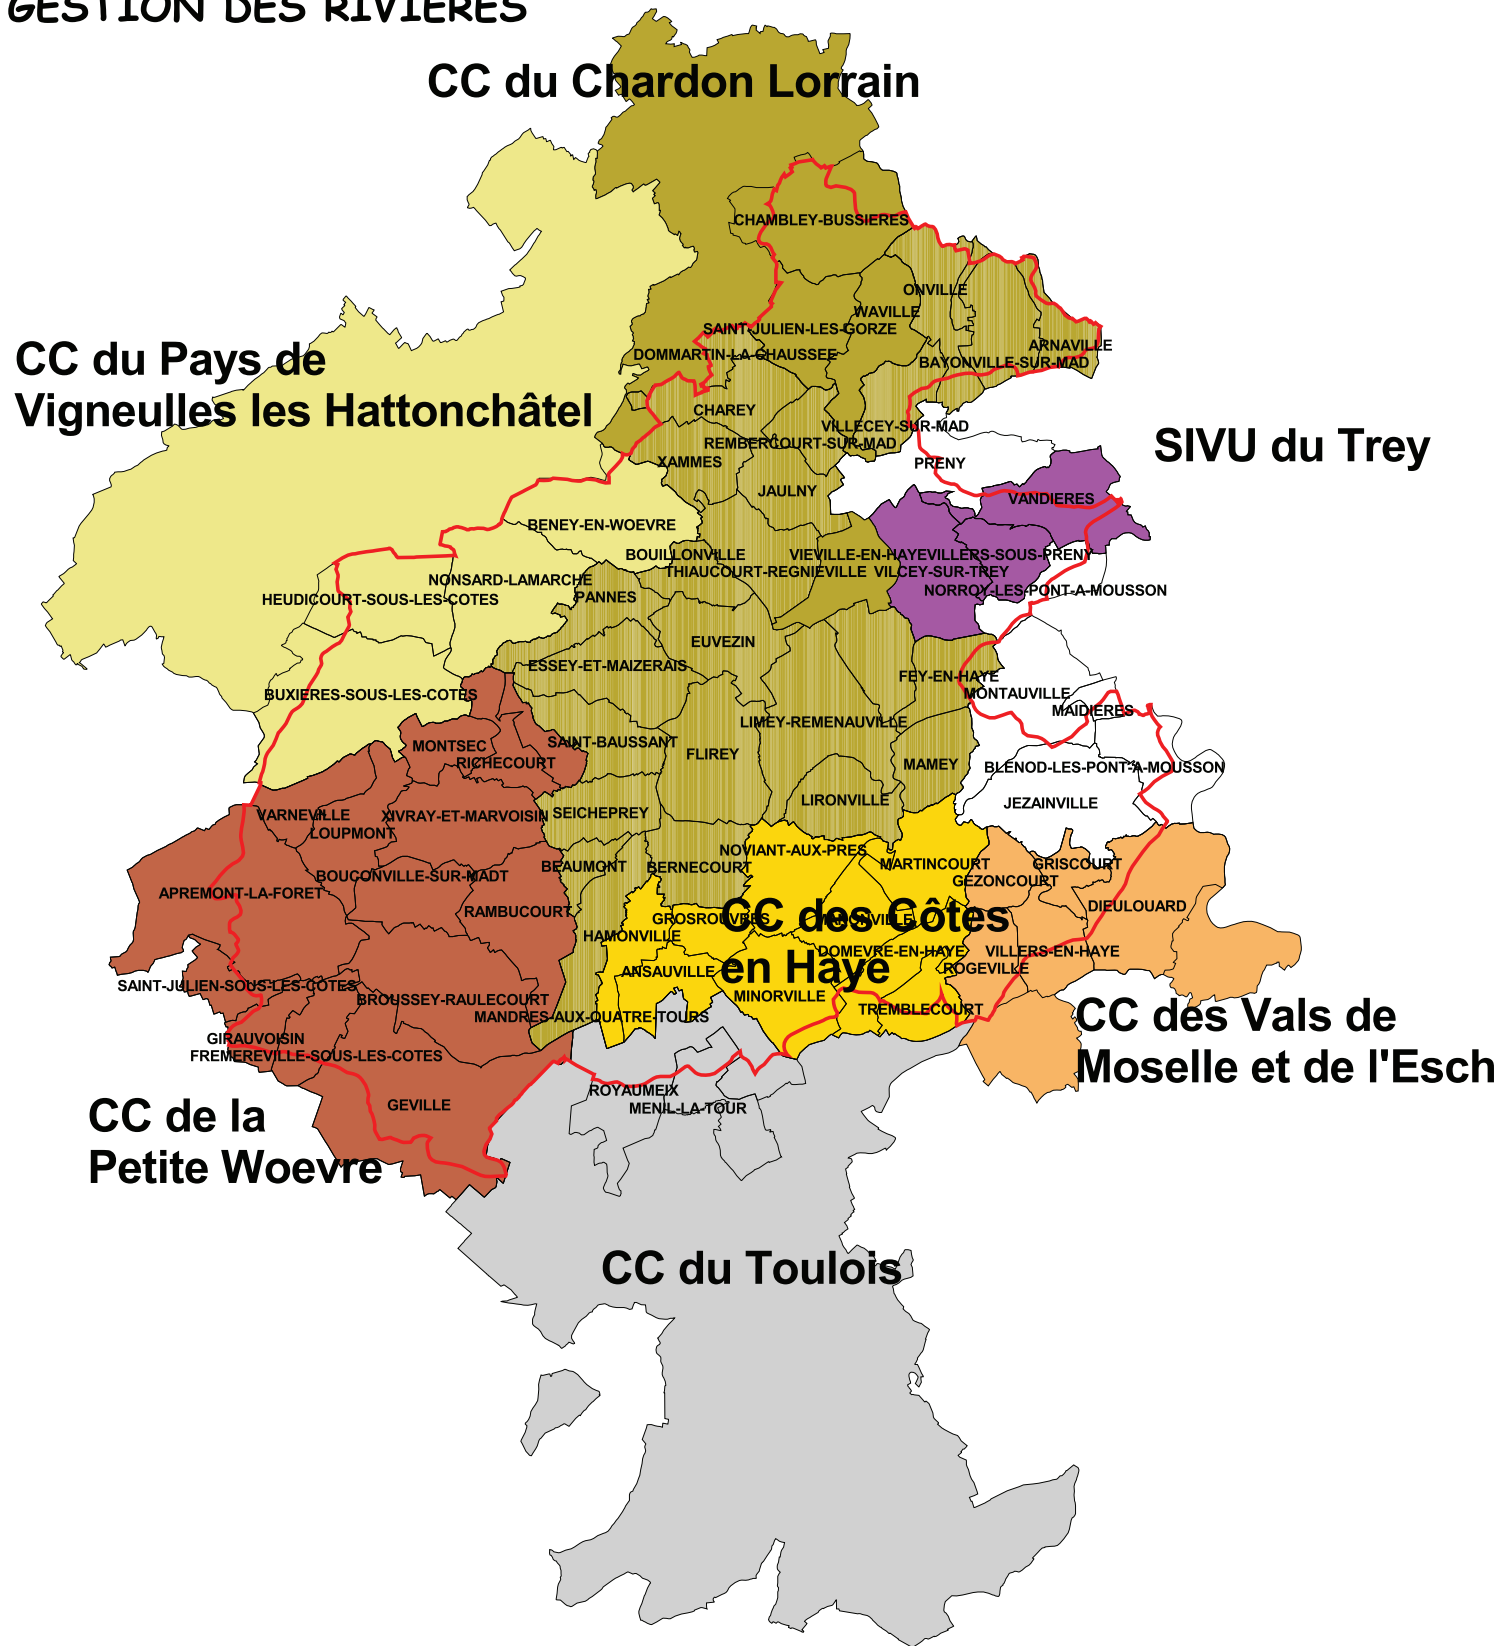 GESTION DES RIVIERES
CC du Chardon Lorrain
CHAMBLEY-BUSSIERES
ONVILLE
WAVILLE
SAINT-JULIEN-LES-GORZE
ARNAVILLE
DOMMARTIN-LA-CHAUSSEE
BAYONVILLE-SUR-MAD
CC du Pays de
Vigneulles les Hattonchâtel
CHAREY
VILLECEY-SUR-MAD
REMBERCOURT-SUR-MAD
SIVU du Trey
XAMMES
PRENY
JAULNY
VANDIERES
BENEY-EN-WOEVRE
BOUILLONVILLE
VIEVILLE-EN-HAYE
VILLERS-SOUS-PRENY
THIAUCOURT-REGNIEVILLE
VILCEY-SUR-TREY
NONSARD-LAMARCHE
NORROY-LES-PONT-A-MOUSSON
HEUDICOURT-SOUS-LES-COTES
PANNES
EUVEZIN
ESSEY-ET-MAIZERAIS
FEY-EN-HAYE
BUXIERES-SOUS-LES-COTES
MONTAUVILLE
MAIDIERES
LIMEY-REMENAUVILLE
MONTSEC
SAINT-BAUSSANT
FLIREY
RICHECOURT
MAMEY
BLENOD-LES-PONT-A-MOUSSON
LIRONVILLE
JEZAINVILLE
VARNEVILLE
XIVRAY-ET-MARVOISIN
SEICHEPREY
LOUPMONT
NOVIANT-AUX-PRES
BEAUMONT
BERNECOURT
MARTINCOURT
GRISCOURT
BOUCONVILLE-SUR-MADT
GEZONCOURT
APREMONT-LA-FORET
RAMBUCOURT
DIEULOUARD
GROSROUVRES
CC des Côtes
en Haye
MANONVILLE
HAMONVILLE
DOMEVRE-EN-HAYE
VILLERS-EN-HAYE
ANSAUVILLE
ROGEVILLE
SAINT-JULIEN-SOUS-LES-COTES
MINORVILLE
BROUSSEY-RAULECOURT
TREMBLECOURT
MANDRES-AUX-QUATRE-TOURS
CC des Vals de
Moselle et de l'Esch
GIRAUVOISIN
FREMEREVILLE-SOUS-LES-COTES
ROYAUMEIX
GEVILLE
MENIL-LA-TOUR
CC de la
Petite Woevre
CC du Toulois